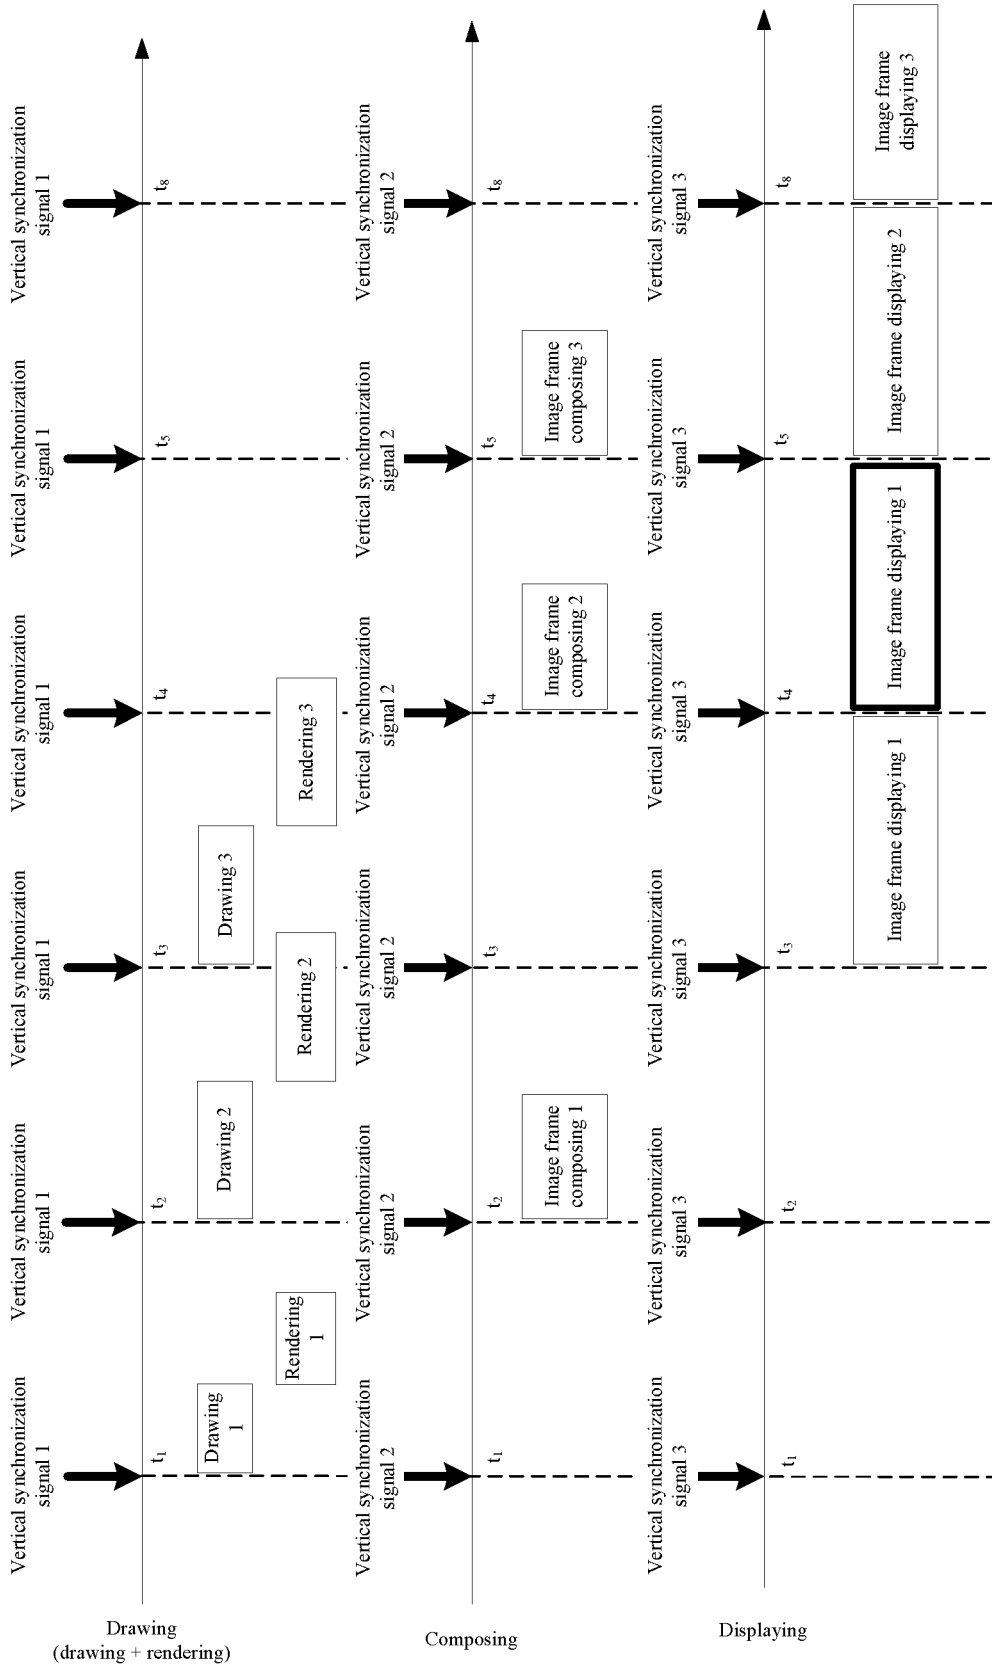 Vertical synchronization
signal 1
Vertical synchronization
signal 1
Vertical synchronization
signal 1
Vertical synchronization
signal 1
Vertical synchronization
signal 1
Vertical synchronization
signal 1
t1
t2
t3
t4
t5
t8
Drawing
(drawing + rendering)
Drawing
1
Drawing 2
Drawing 3
Rendering
1
Rendering 2
Rendering 3
Vertical synchronization
signal 2
Vertical synchronization
signal 2
Vertical synchronization
signal 2
Vertical synchronization
signal 2
Vertical synchronization
signal 2
Vertical synchronization
signal 2
t1
t2
t3
t4
t5
t8
Composing
Image frame
composing 1
Image frame
composing 2
Image frame
composing 3
Vertical synchronization
signal 3
Vertical synchronization
signal 3
Vertical synchronization
signal 3
Vertical synchronization
signal 3
Vertical synchronization
signal 3
Vertical synchronization
signal 3
t1
t2
t3
t4
t5
t8
Displaying
Image frame displaying 1
Image frame displaying 1
Image frame displaying 2
Image frame
displaying 3